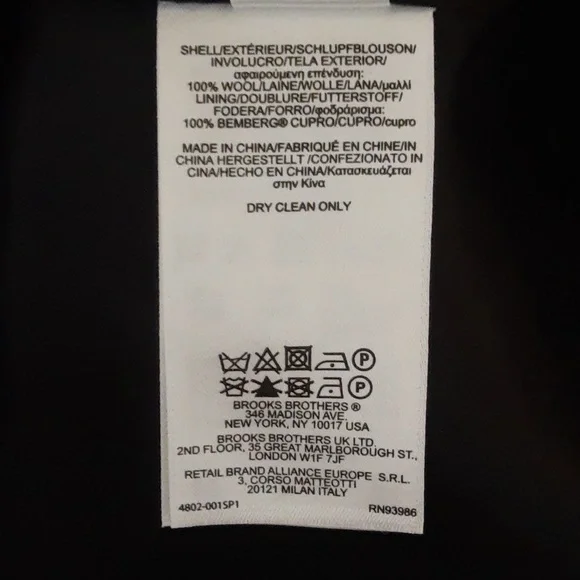 SHELL/EXTÉRIEUR/SCHLUPFBLOUSON/
INVOLUCRO/TELA EXTERIOR/
αφαιρούμενη επένδυση:
100% WOOL/LAINE/WOLLE/LANA/μαλλί
LINING/DOUBLURE/FUTTERSTOFF/
FODERA/FORRO/φοδράρισμα:
100% BEMBERG® CUPRO/CUPRO/cupro
MADE IN CHINA/FABRIQUÉ EN CHINE/IN
CHINA HERGESTELLT /CONFEZIONATO IN
CINA/HECHO EN CHINA/Κατασκευάζεται
στην Κίνα
DRY CLEAN ONLY
P
P
BROOKS BROTHERS ®
346 MADISON AVE.
NEW YORK, NY 10017 USA
BROOKS BROTHERS UK LTD.
2ND FLOOR, 35 GREAT MARLBOROUGH ST.,
LONDON W1F 7JF
RETAIL BRAND ALLIANCE EUROPE S.R.L.
3, CORSO MATTEOTTI
20121 MILAN ITALY
4802-001SP1 RN93986